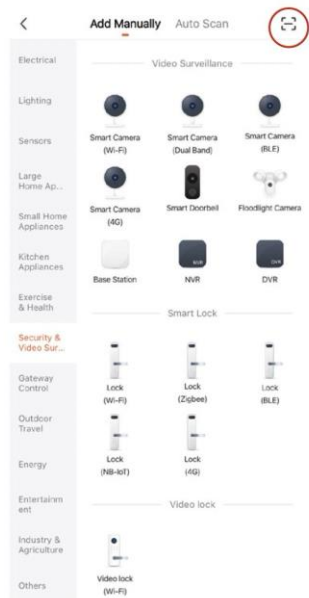 Add Manually Auto Scan
Electrical
Lighting
Sensors
Large
Home Ap...
Small Home
Appliances
Kitchen
Appliances
Exercise
& Health
Security &
Video Sur...
Gateway
Control
Outdoor
Travel
Energy
Entertainm
ent
Industry &
Agriculture
Others
Video Surveillance
Smart Camera
(Wi-Fi)
Smart Camera
(Dual Band)
Smart Camera
(BLE)
Smart Camera
(4G)
Smart Doorbell
Floodlight Camera
Base Station
NVR
NVR
DVR
DVR
Smart Lock
Lock
(Wi-Fi)
Lock
(Zigbee)
Lock
(BLE)
Lock
(NB-IoT)
Lock
(4G)
Video lock
Video lock
(Wi-Fi)